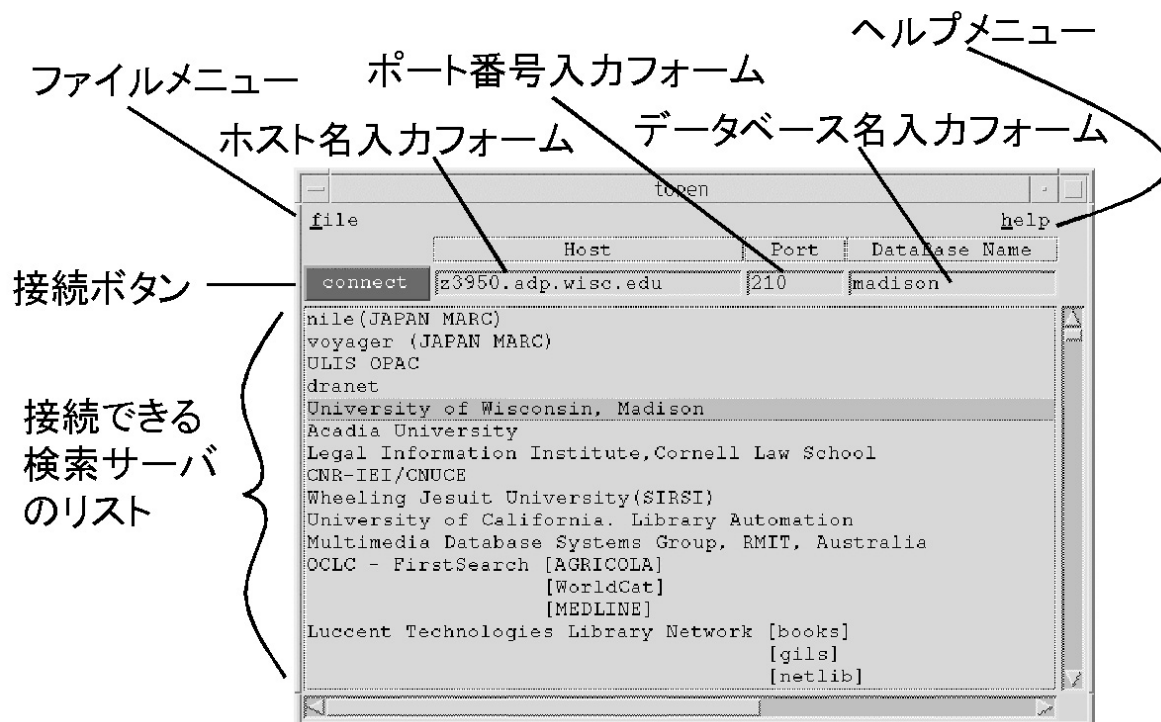 ヘルプメニュー
ファイルメニュー
ポート番号入力フォーム
ホスト名入力フォーム
データベース名入力フォーム
topen
file
help
Host Port DataBase Name
接続ボタン
connect z3950.adp.wisc.edu 210 madison
nile(JAPAN MARC)
voyager (JAPAN MARC)
ULIS OPAC
dranet
University of Wisconsin, Madison
Acadia University
Legal Information Institute,Cornell Law School
CNR-IEI/CNUCE
Wheeling Jesuit University(SIRSI)
University of California. Library Automation
Multimedia Database Systems Group, RMIT, Australia
OCLC - FirstSearch [AGRICOLA]
[WorldCat]
[MEDLINE]
Luccent Technologies Library Network [books]
[gils]
[netlib]
接続できる
検索サーバ
のリスト